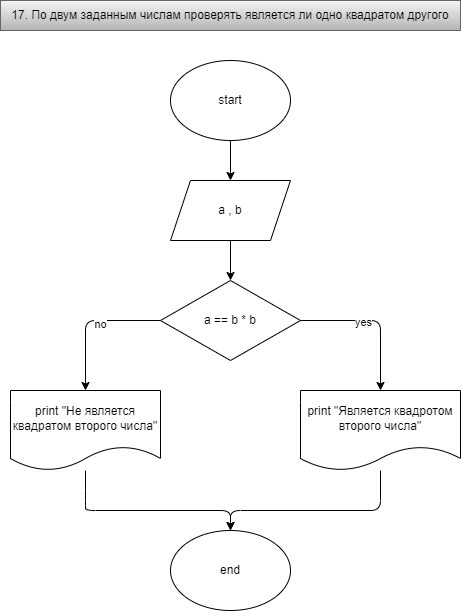 17. По двум заданным числам проверять является ли одно квадратом другого
start
a , b
a == b * b
no
yes
print "Не является
квадратом второго числа"
print "Является квадротом
второго числа"
end